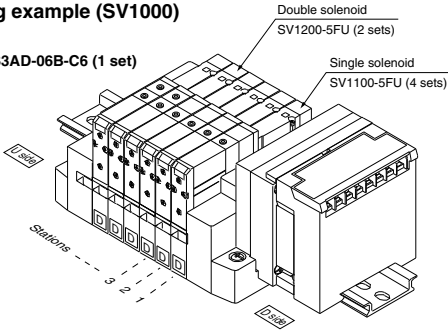 g example (SV1000)
Double solenoid
SV1200-5FU (2 sets)
3AD-06B-C6 (1 set)
Single solenoid
SV1100-5FU (4 sets)
U side
Stations
3
2
1
D
D
D
D
D
D
D side